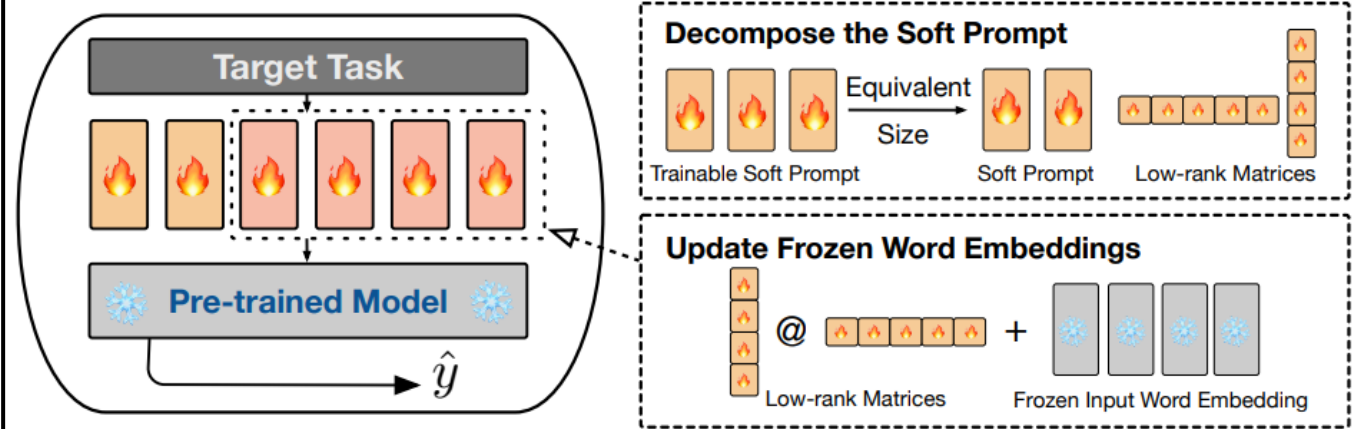 Target Task
Pre-trained Model
ŷ
Decompose the Soft Prompt
Equivalent
Size
Trainable Soft Prompt
Soft Prompt
Low-rank Matrices
Update Frozen Word Embeddings
@
+
Low-rank Matrices
Frozen Input Word Embedding